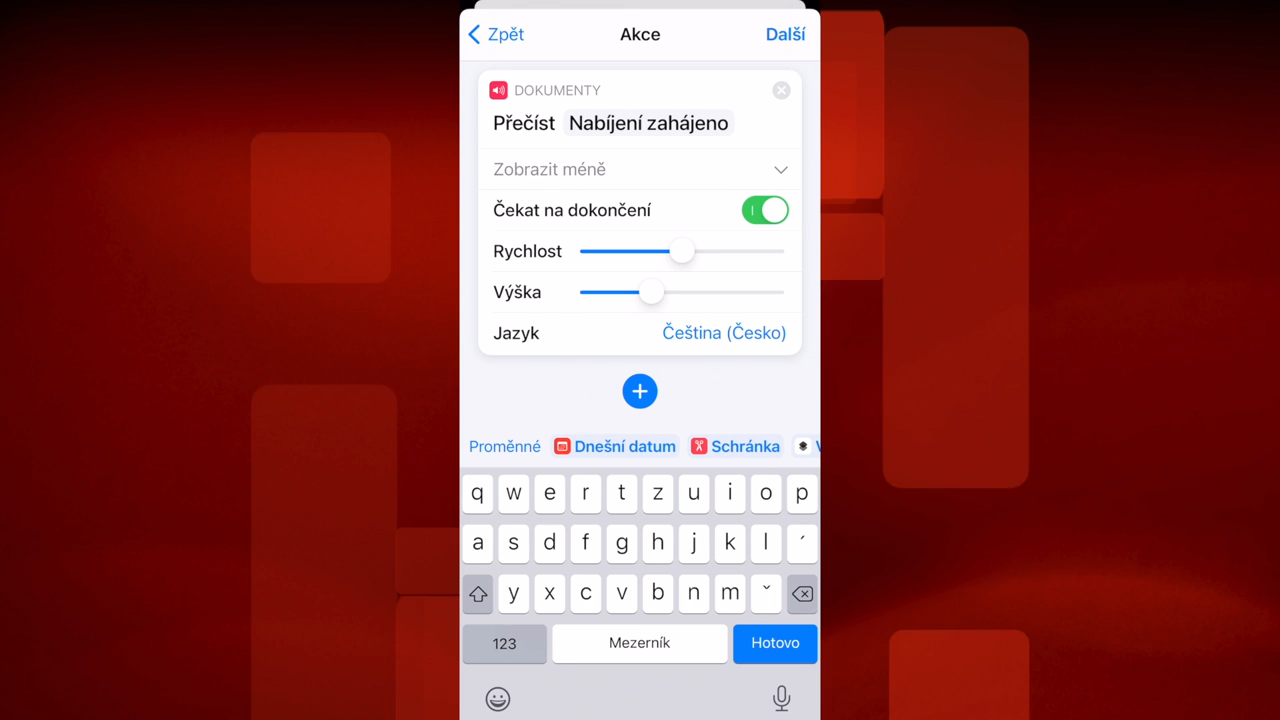 Zpět Akce Další
DOKUMENTY
Přečíst Nabíjení zahájeno
Zobrazit méně
Čekat na dokončení
Rychlost
Výška
Jazyk Čeština (Česko)
Proměnné Dnešní datum Schránka V
q w e r t z u i o p
a s d f g h j k l ´
y x c v b n m ˇ
123 Mezerník Hotovo